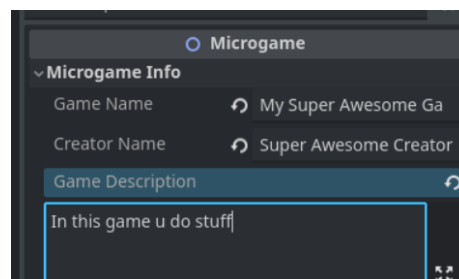 Microgame
Microgame Info
Game Name My Super Awesome Ga
Creator Name Super Awesome Creator
Game Description
In this game u do stuff